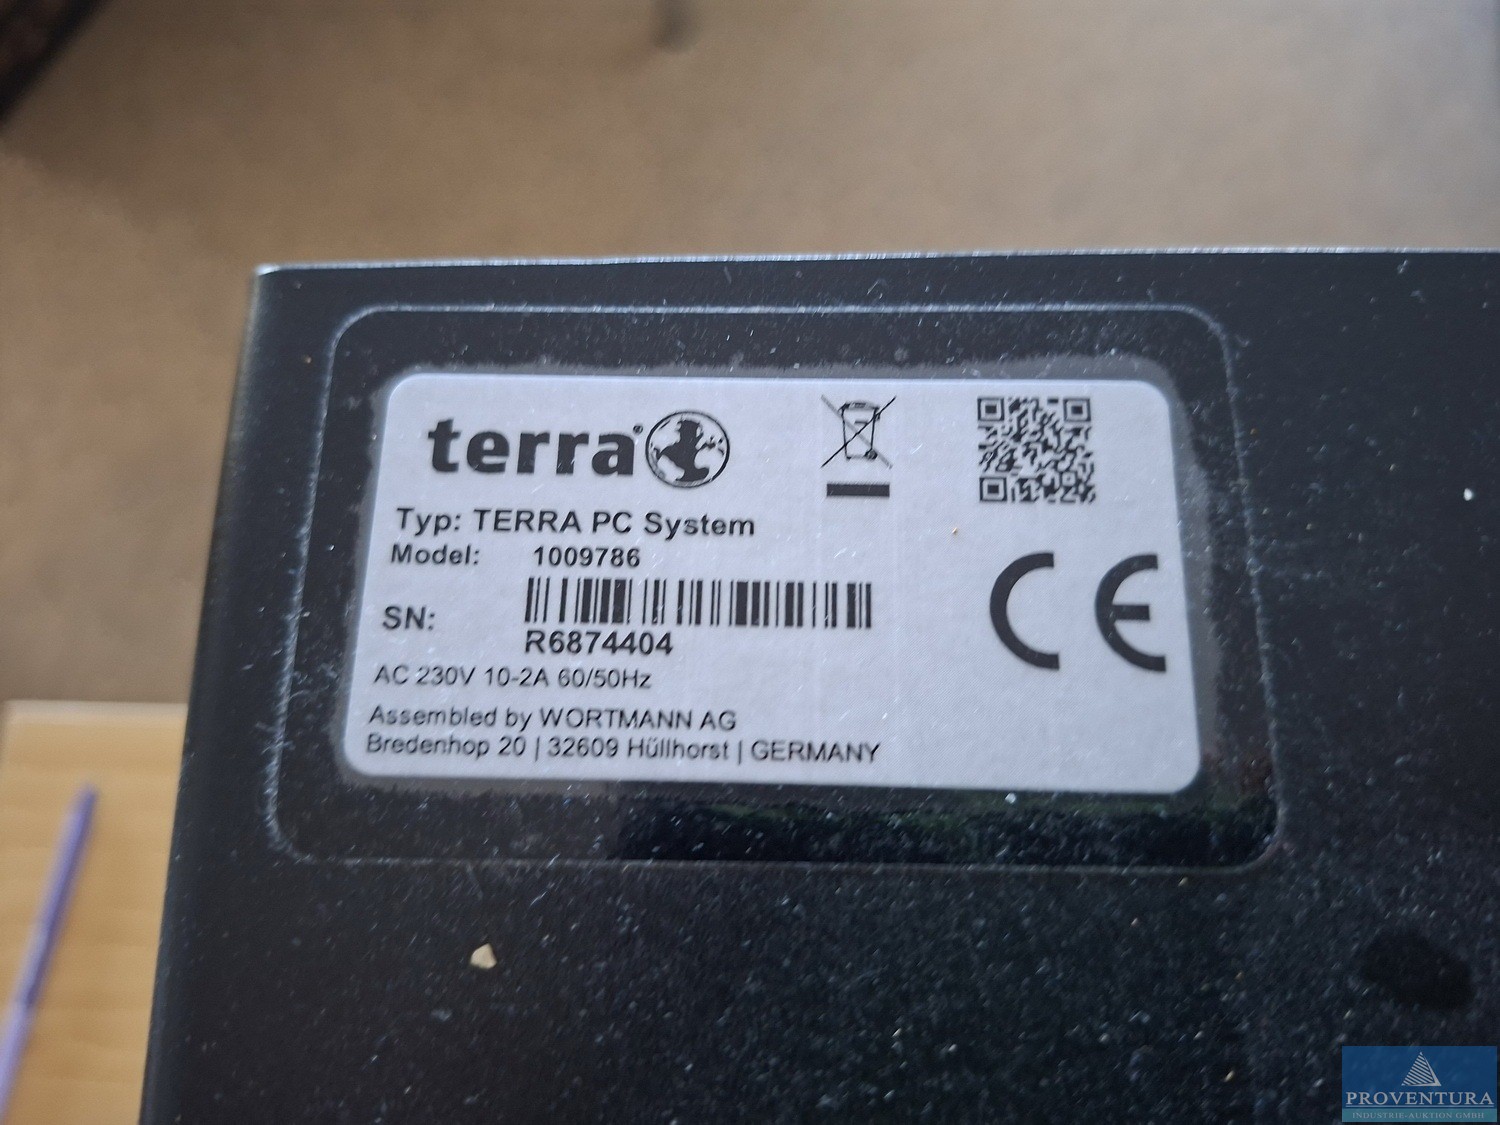 terra®
Typ: TERRA PC System
Model: 1009786
SN:
R6874404
AC 230V 10-2A 60/50Hz
Assembled by WORTMANN AG
Bredenhop 20 | 32609 Hüllhorst | GERMANY
CE
PROVENTURA
INDUSTRIE-AUKTION GMBH